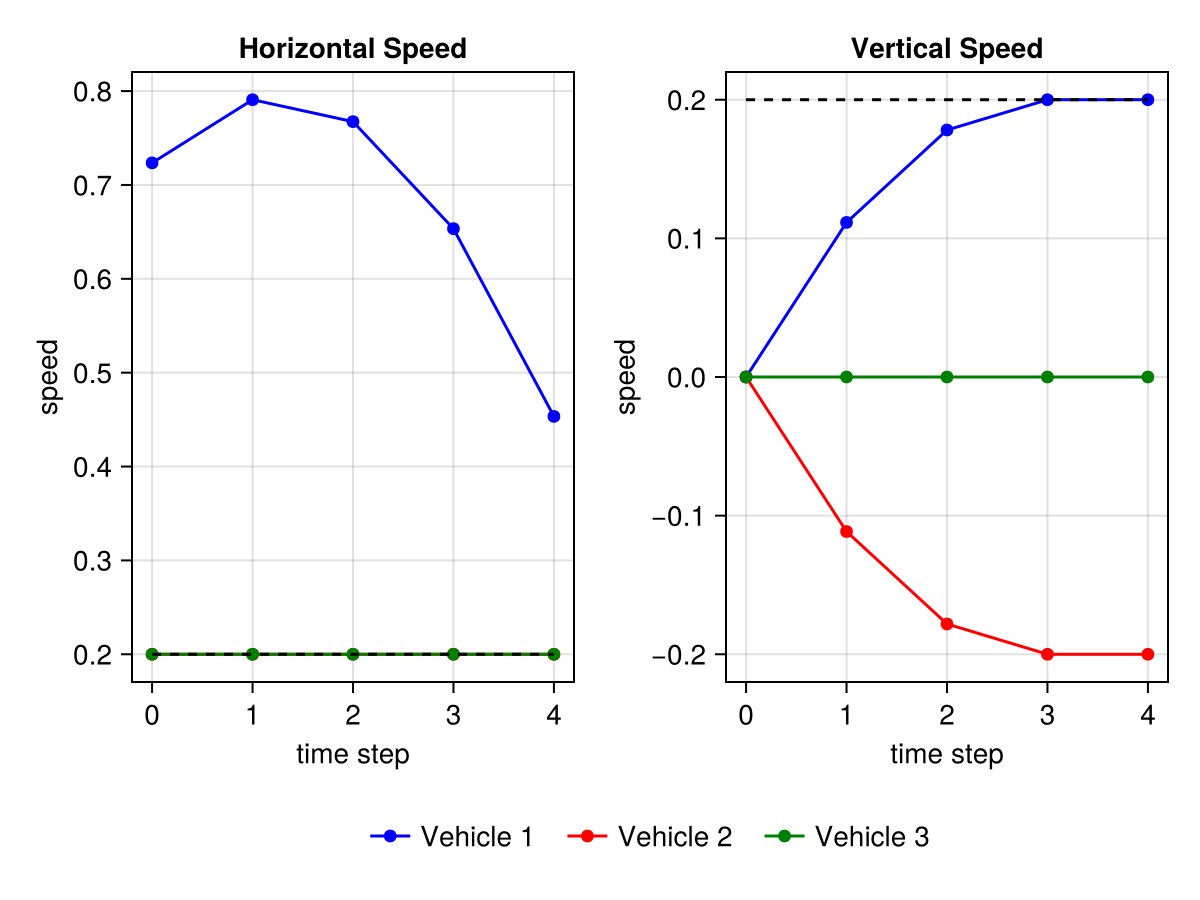 Horizontal Speed
0.8
0.7
0.6
0.5
0.4
0.3
0.2
speed
0 1 2 3 4
time step
Vertical Speed
0.2
0.1
0.0
−0.1
−0.2
speed
0 1 2 3 4
time step
Vehicle 1 Vehicle 2 Vehicle 3